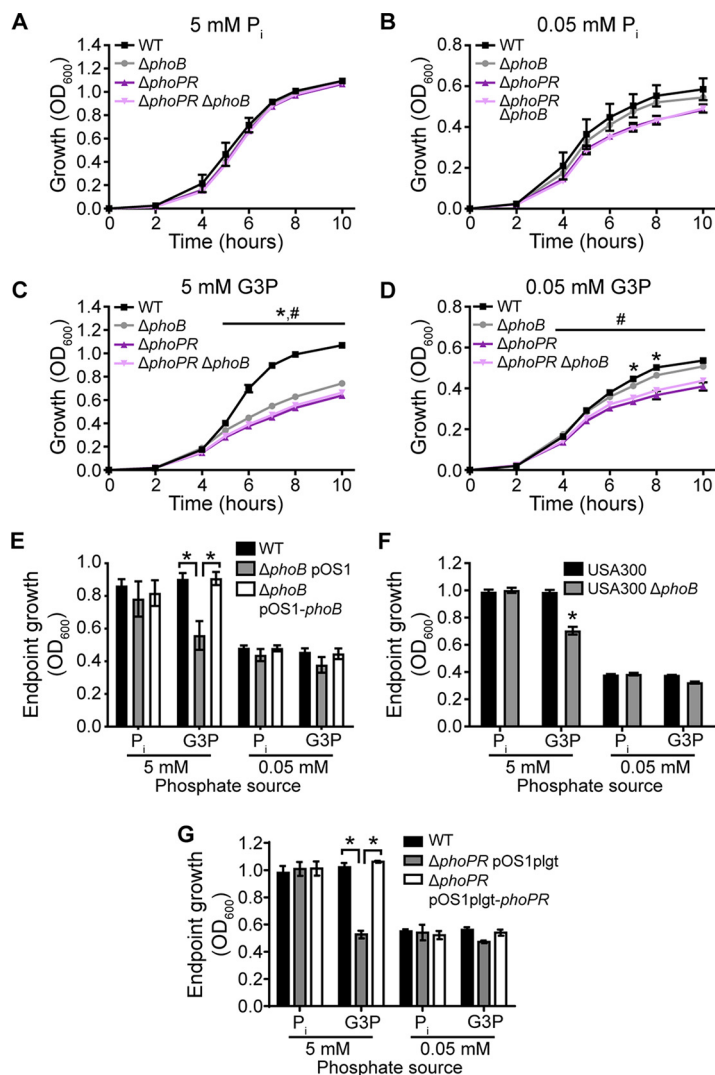 A
5 mM Pi
WT
ΔphoB
ΔphoPR
ΔphoPR ΔphoB
Growth (OD600)
1.4
1.2
1.0
0.8
0.6
0.4
0.2
0.0
0 2 4 6 8 10
Time (hours)
B
0.05 mM Pi
WT
ΔphoB
ΔphoPR
ΔphoPR
ΔphoB
Growth (OD600)
0.8
0.6
0.4
0.2
0.0
0 2 4 6 8 10
Time (hours)
C
5 mM G3P
WT
ΔphoB
ΔphoPR
ΔphoPR ΔphoB
*,#
Growth (OD600)
1.4
1.2
1.0
0.8
0.6
0.4
0.2
0.0
0 2 4 6 8 10
Time (hours)
D
0.05 mM G3P
WT
ΔphoB
ΔphoPR
ΔphoPR ΔphoB
#
* *
Growth (OD600)
0.8
0.6
0.4
0.2
0.0
0 2 4 6 8 10
Time (hours)
E
WT
ΔphoB pOS1
ΔphoB
pOS1-phoB
* *
Endpoint growth
(OD600)
1.0
0.8
0.6
0.4
0.2
0.0
Pi G3P Pi G3P
5 mM 0.05 mM
Phosphate source
F
USA300
USA300 ΔphoB
*
Endpoint growth
(OD600)
1.2
1.0
0.8
0.6
0.4
0.2
0.0
Pi G3P Pi G3P
5 mM 0.05 mM
Phosphate source
G
WT
ΔphoPR pOS1plgt
ΔphoPR
pOS1plgt-phoPR
* *
Endpoint growth
(OD600)
1.2
1.0
0.8
0.6
0.4
0.2
0.0
Pi G3P Pi G3P
5 mM 0.05 mM
Phosphate source